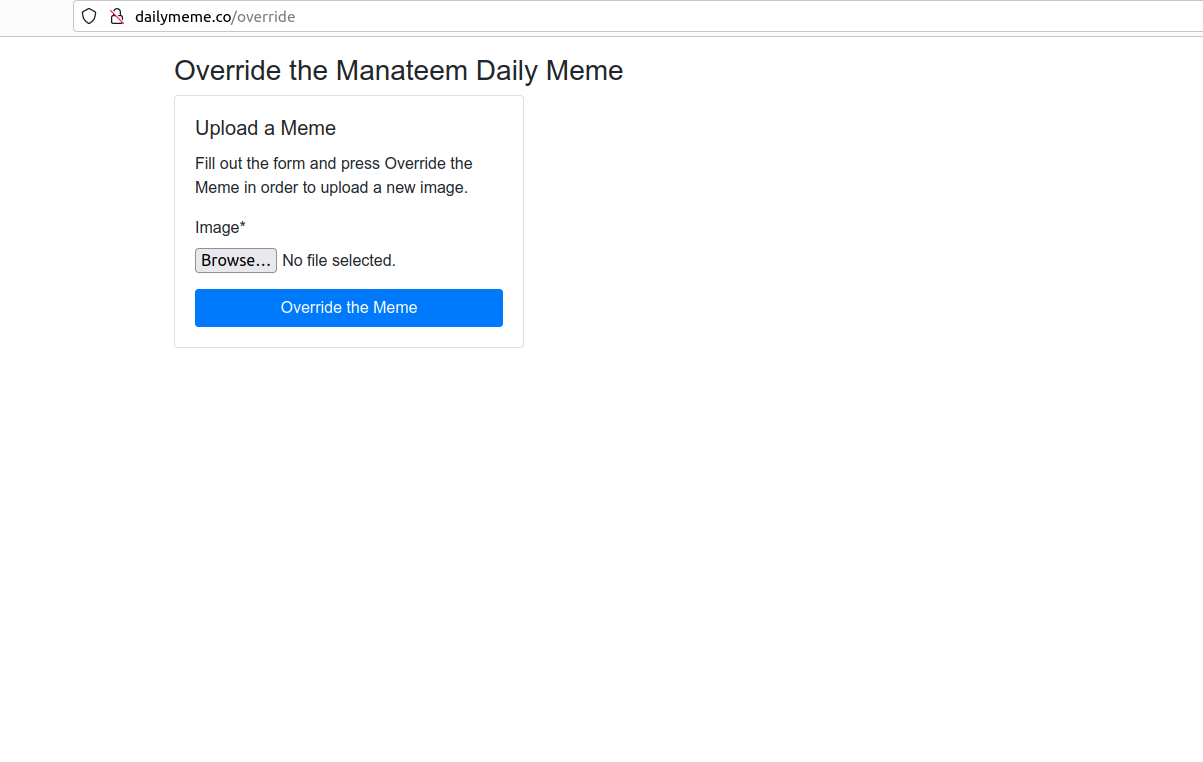 dailymeme.co/override
Override the Manateem Daily Meme
Upload a Meme
Fill out the form and press Override the
Meme in order to upload a new image.
Image*
Browse... No file selected.
Override the Meme